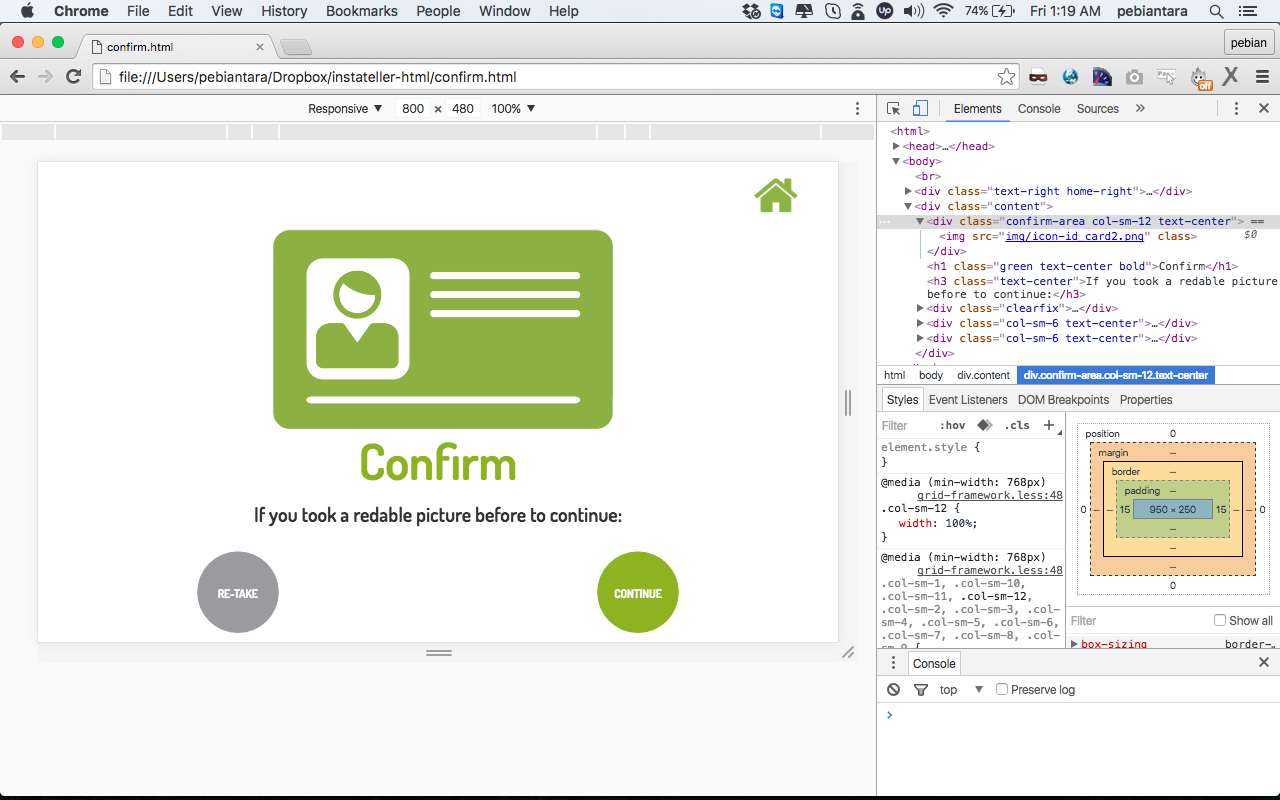 Chrome File Edit View History Bookmarks People Window Help 74% Fri 1:19 AM pebiantara
confirm.html
pebian
file:///Users/pebiantara/Dropbox/instateller-html/confirm.html
off
Responsive ▼ 800 × 480 100% ▼
Confirm
If you took a redable picture before to continue:
RE-TAKE CONTINUE
Elements Console Sources »
<html>
▶<head>…</head>
▼<body>
<br>
▶<div class="text-right home-right">…</div>
▼<div class="content">
…
▼<div class="confirm-area col-sm-12 text-center"> ==
<img src="img/icon-id_card2.png" class> $0
</div>
<h1 class="green text-center bold">Confirm</h1>
<h3 class="text-center">If you took a redable picture
before to continue:</h3>
▶<div class="clearfix">…</div>
▶<div class="col-sm-6 text-center">…</div>
▶<div class="col-sm-6 text-center">…</div>
</div>
html body div.content div.confirm-area.col-sm-12.text-center
Styles Event Listeners DOM Breakpoints Properties
Filter :hov .cls +
element.style {
}
@media (min-width: 768px)
grid-framework.less:48
.col-sm-12 {
width: 100%;
}
@media (min-width: 768px)
grid-framework.less:48
.col-sm-1, .col-sm-10,
.col-sm-11, .col-sm-12,
.col-sm-2, .col-sm-3, .col-
sm-4, .col-sm-5, .col-sm-6,
.col-sm-7, .col-sm-8, .col-
position 0
margin –
border –
padding –
0 – – 15 950 × 250 15 – – 0
–
–
–
0
Filter Show all
▶ box-sizing border-…
Console
top ▼ Preserve log
>